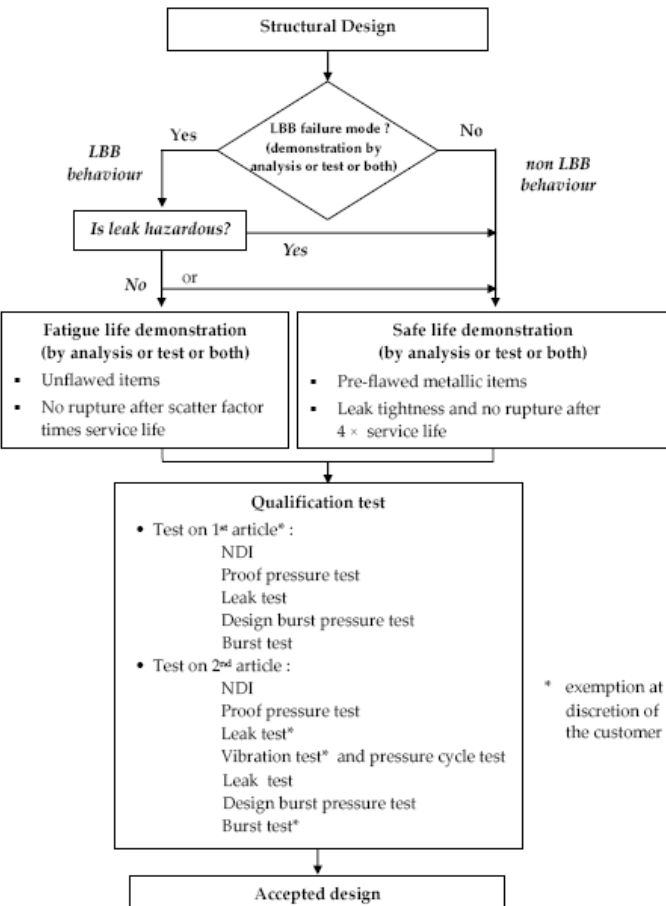 Structural Design
LBB failure mode ?
(demonstration by
analysis or test or both)
Yes
No
LBB
behaviour
non LBB
behaviour
Is leak hazardous?
Yes
No
or
Fatigue life demonstration
(by analysis or test or both)
▪ Unflawed items
▪ No rupture after scatter factor
times service life
Safe life demonstration
(by analysis or test or both)
▪ Pre-flawed metallic items
▪ Leak tightness and no rupture after
4 × service life
Qualification test
• Test on 1st article* :
NDI
Proof pressure test
Leak test
Design burst pressure test
Burst test
• Test on 2nd article :
NDI
Proof pressure test
Leak test*
Vibration test* and pressure cycle test
Leak test
Design burst pressure test
Burst test*
* exemption at
discretion of
the customer
Accepted design